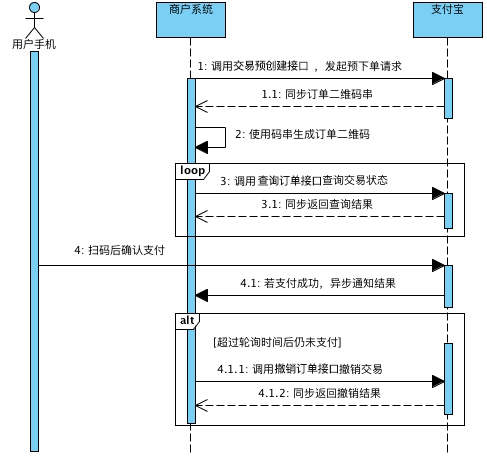 商户系统
支付宝
用户手机
1: 调用交易预创建接口 ，发起预下单请求
1.1: 同步订单二维码串
2: 使用码串生成订单二维码
loop
3: 调用 查询订单接口查询交易状态
3.1: 同步返回查询结果
4: 扫码后确认支付
4.1: 若支付成功，异步通知结果
alt
[超过轮询时间后仍未支付]
4.1.1: 调用撤销订单接口撤销交易
4.1.2: 同步返回撤销结果